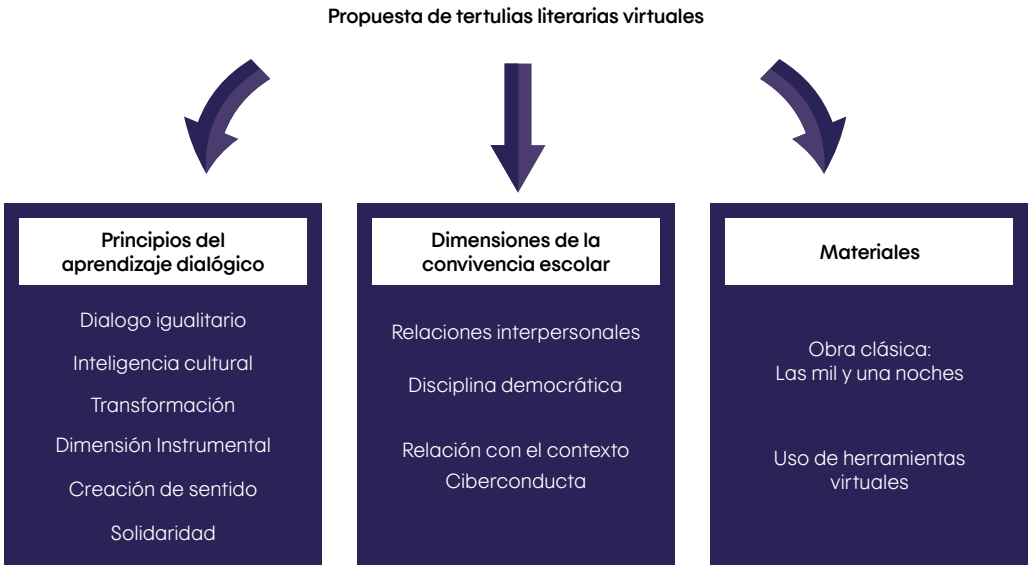 Propuesta de tertulias literarias virtuales
Principios del
aprendizaje dialógico
Dialogo igualitario
Inteligencia cultural
Transformación
Dimensión Instrumental
Creación de sentido
Solidaridad
Dimensiones de la
convivencia escolar
Relaciones interpersonales
Disciplina democrática
Relación con el contexto
Ciberconducta
Materiales
Obra clásica:
Las mil y una noches
Uso de herramientas
virtuales